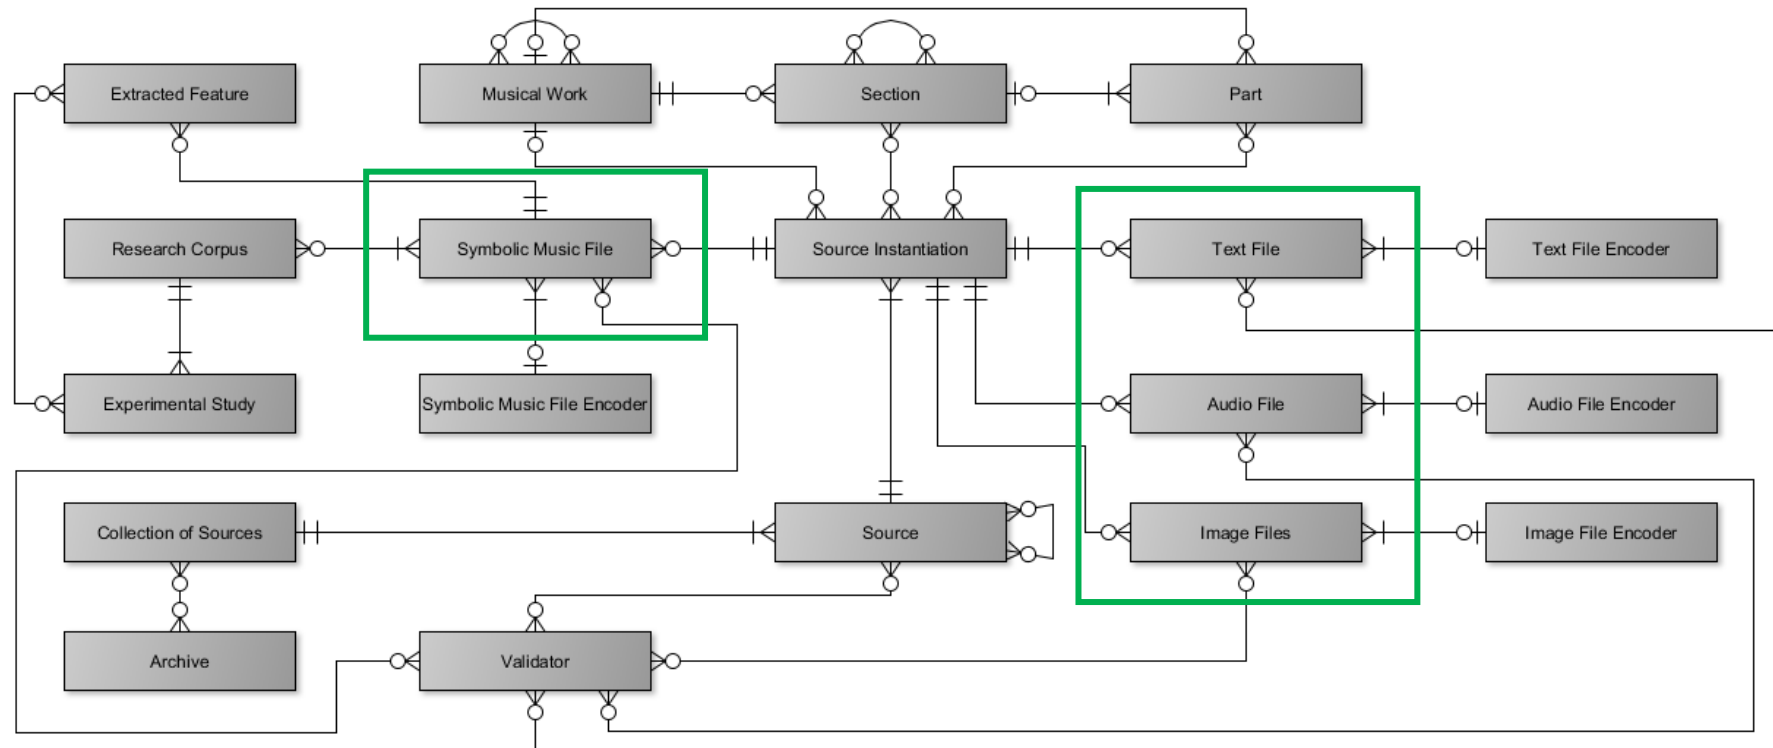 Extracted Feature
Musical Work
Section
Part
Research Corpus
Symbolic Music File
Source Instantiation
Text File
Text File Encoder
Experimental Study
Symbolic Music File Encoder
Audio File
Audio File Encoder
Collection of Sources
Source
Image Files
Image File Encoder
Archive
Validator